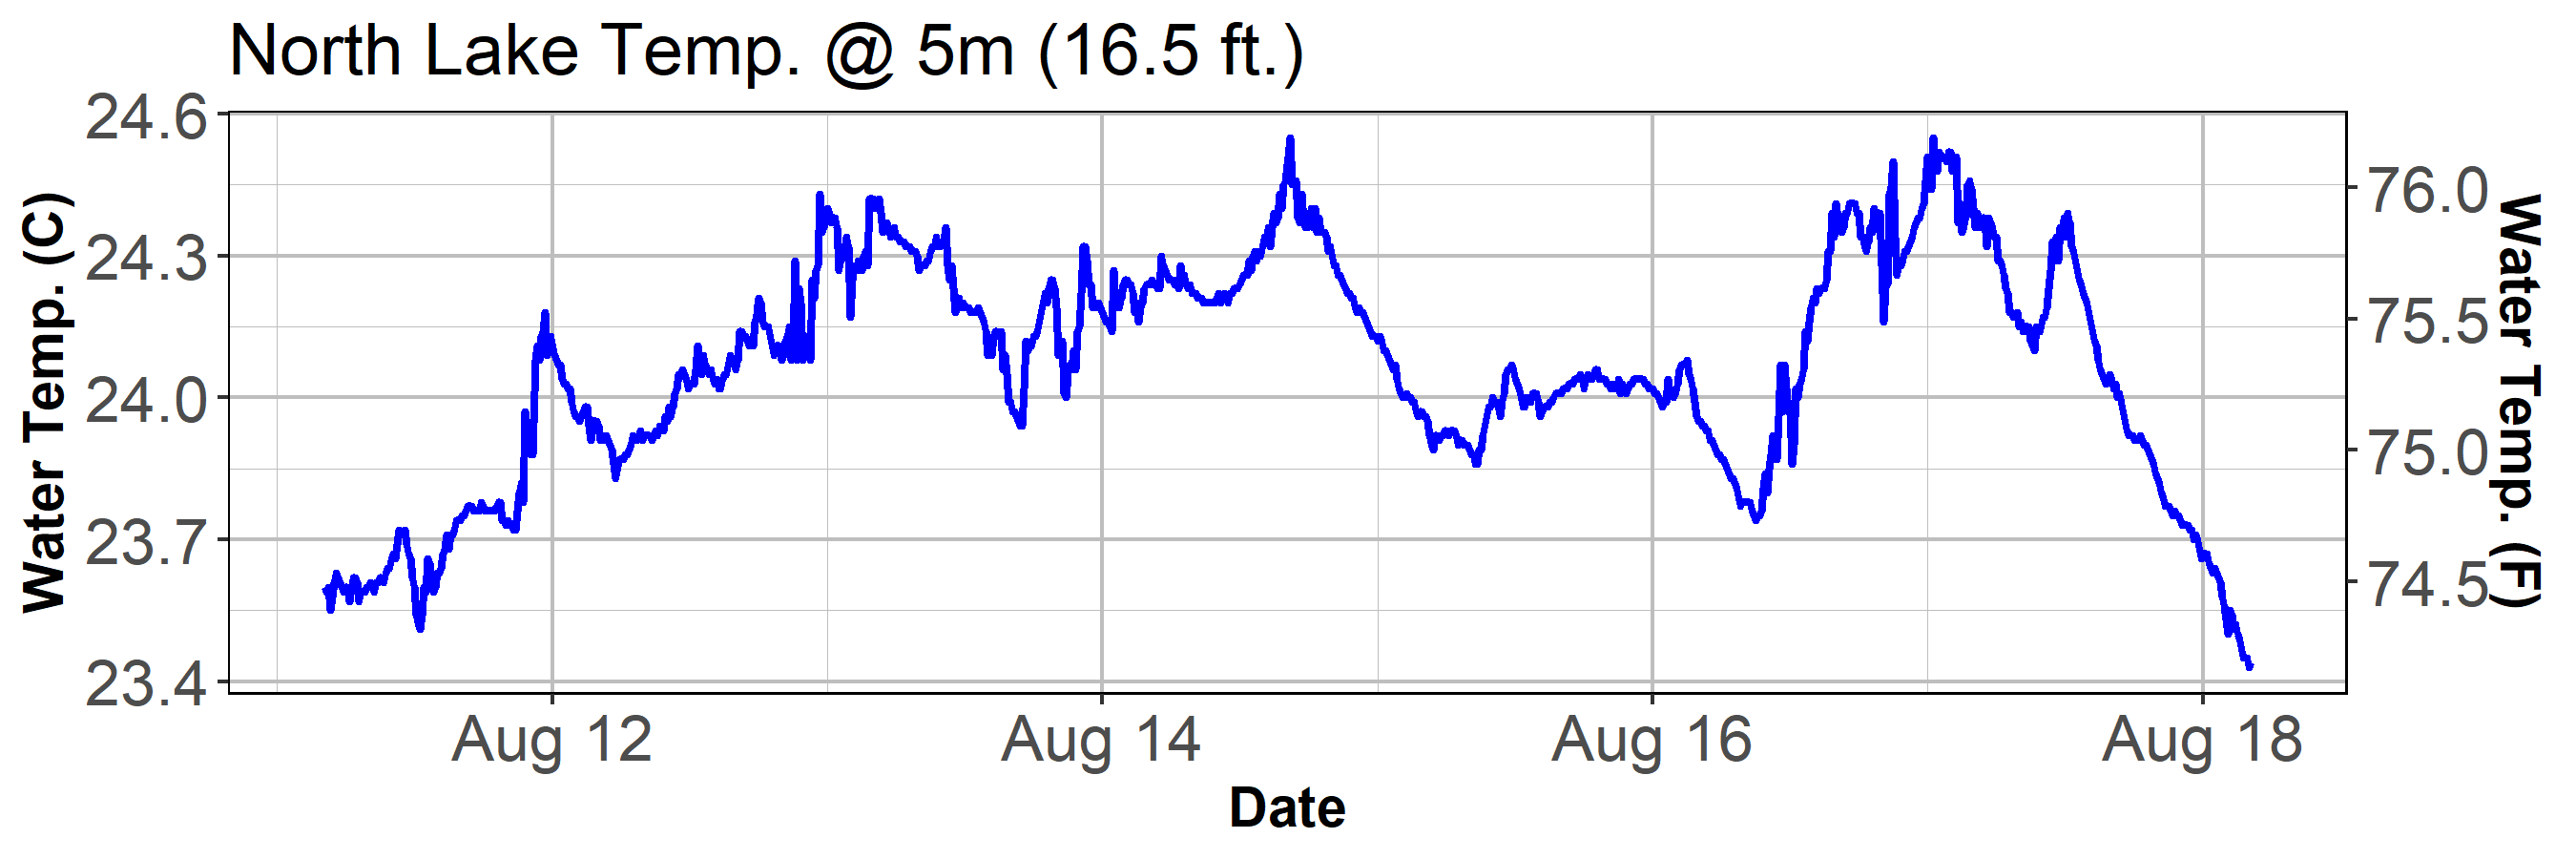 North Lake Temp. @ 5m (16.5 ft.)
Water Temp. (C)
24.6
24.3
24.0
23.7
23.4
76.0
75.5
75.0
74.5
Water Temp. (F)
Aug 12
Aug 14
Aug 16
Aug 18
Date